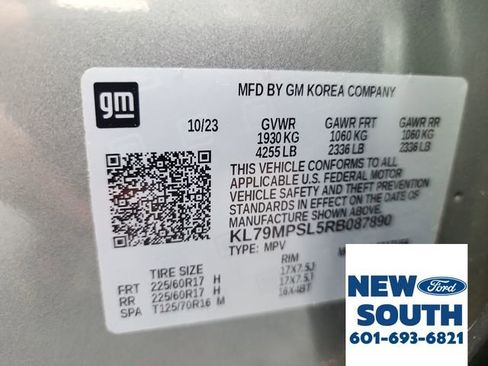 gm
MFD BY GM KOREA COMPANY
10/23 GVWR GAWR FRT GAWR RR
1930 KG 1060 KG 1060 KG
4255 LB 2336 LB 2336 LB
THIS VEHICLE CONFORMS TO ALL
APPLICABLE U.S. FEDERAL MOTOR
VEHICLE SAFETY AND THEFT PREVENTION
STANDARDS IN EFFECT ON THE DATE OF
MANUFACTURE SHOWN ABOVE.
KL79MPSL5RB087890
TYPE: MPV
TIRE SIZE RIM
FRT 225/60R17 H 17X7.5J
RR 225/60R17 H 17X7.5J
SPA T125/70R16 M 16X4BT
NEW Ford
SOUTH
601-693-6821